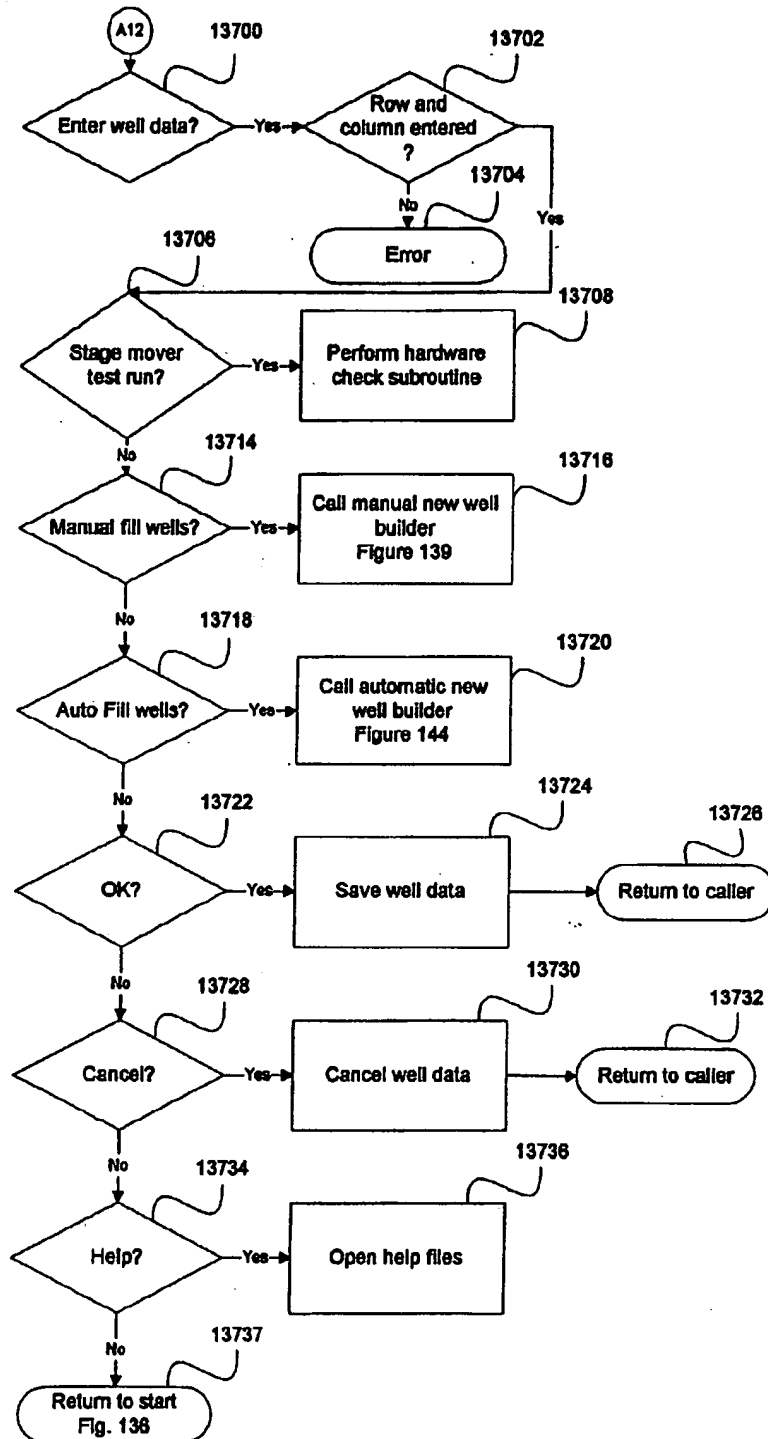 A12
13700
13702
Enter well data?
Yes
Row and
column entered
?
No
13704
Yes
Error
13706
13708
Stage mover
test run?
Yes
Perform hardware
check subroutine
No
13714
13716
Manual fill wells?
Yes
Call manual new well
builder
Figure 139
No
13718
13720
Auto Fill wells?
Yes
Call automatic new
well builder
Figure 144
No
13722
13724
13726
OK?
Yes
Save well data
Return to caller
No
13728
13730
13732
Cancel?
Yes
Cancel well data
Return to caller
No
13734
13736
Help?
Yes
Open help files
No
13737
Return to start
Fig. 136